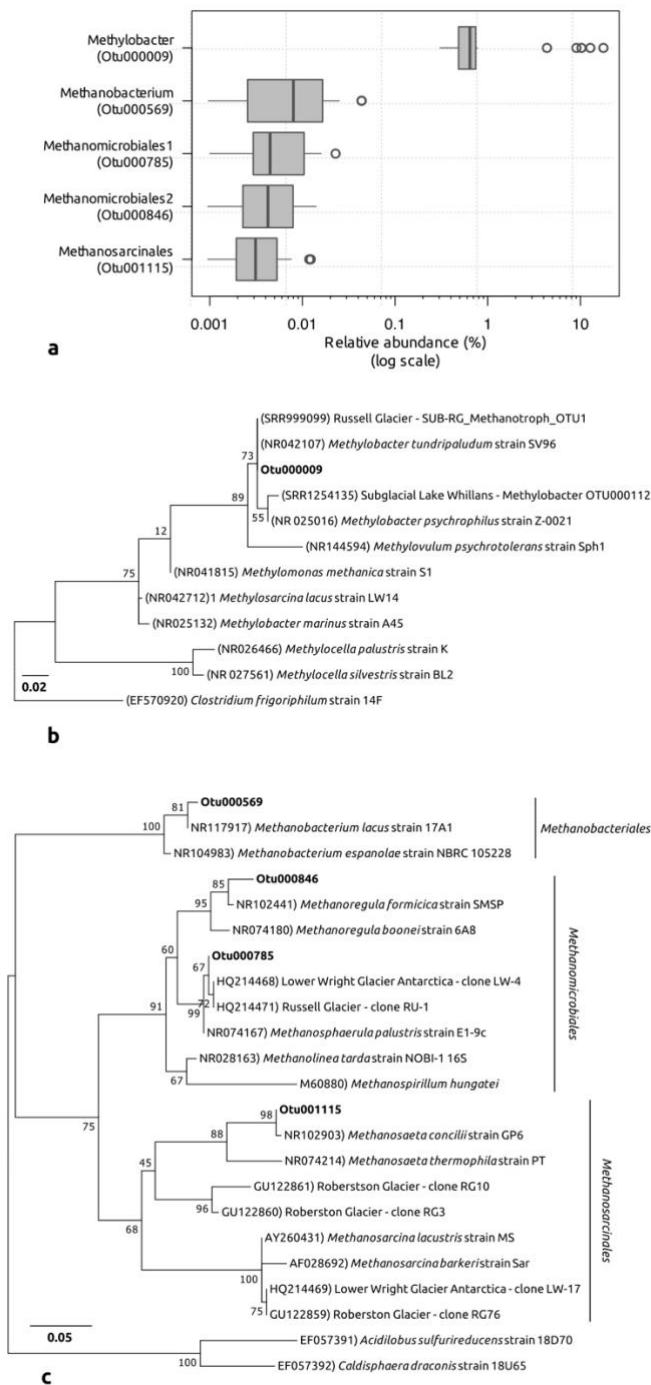 Methylobacter
(Otu000009)
Methanobacterium
(Otu000569)
Methanomicrobiales1
(Otu000785)
Methanomicrobiales2
(Otu000846)
Methanosarcinales
(Otu001115)
0.001 0.01 0.1 1 10
Relative abundance (%)
(log scale)
a
(SRR999099) Russell Glacier - SUB-RG_Methanotroph_OTU1
(NR042107) Methylobacter tundripaludum strain SV96
73
Otu000009
89
(SRR1254135) Subglacial Lake Whillans - Methylobacter OTU000112
55
(NR 025016) Methylobacter psychrophilus strain Z-0021
12
(NR144594) Methylovulum psychrotolerans strain Sph1
75
(NR041815) Methylomonas methanica strain S1
(NR042712)1 Methylosarcina lacus strain LW14
(NR025132) Methylobacter marinus strain A45
(NR026466) Methylocella palustris strain K
100
(NR 027561) Methylocella silvestris strain BL2
0.02
(EF570920) Clostridium frigoriphilum strain 14F
b
Otu000569
81
NR117917) Methanobacterium lacus strain 17A1
100
NR104983) Methanobacterium espanolae strain NBRC 105228
Methanobacteriales
Otu000846
85
NR102441) Methanoregula formicica strain SMSP
95
NR074180) Methanoregula boonei strain 6A8
60
Otu000785
67
HQ214468) Lower Wright Glacier Antarctica - clone LW-4
72
HQ214471) Russell Glacier - clone RU-1
99
91
NR074167) Methanosphaerula palustris strain E1-9c
NR028163) Methanolinea tarda strain NOBI-1 16S
67
M60880) Methanospirillum hungatei
Methanomicrobiales
75
Otu001115
98
NR102903) Methanosaeta concilii strain GP6
88
NR074214) Methanosaeta thermophila strain PT
45
GU122861) Roberston Glacier - clone RG10
96
GU122860) Roberston Glacier - clone RG3
68
AY260431) Methanosarcina lacustris strain MS
AF028692) Methanosarcina barkeri strain Sar
100
HQ214469) Lower Wright Glacier Antarctica - clone LW-17
75
GU122859) Roberston Glacier - clone RG76
Methanosarcinales
0.05
EF057391) Acidilobus sulfurireducens strain 18D70
100
EF057392) Caldisphaera draconis strain 18U65
c